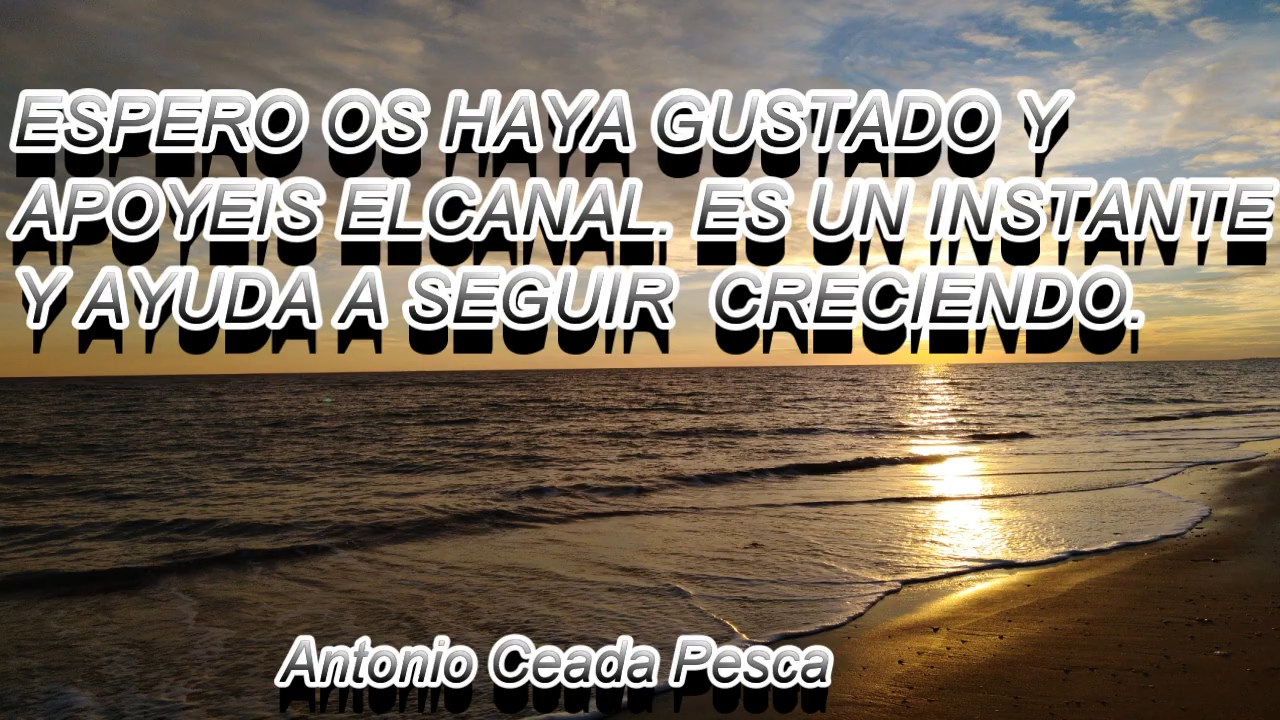 ESPERO OS HAYA GUSTADO Y
APOYEIS ELCANAL. ES UN INSTANTE
Y AYUDA A SEGUIR  CRECIENDO.
Antonio Ceada Pesca